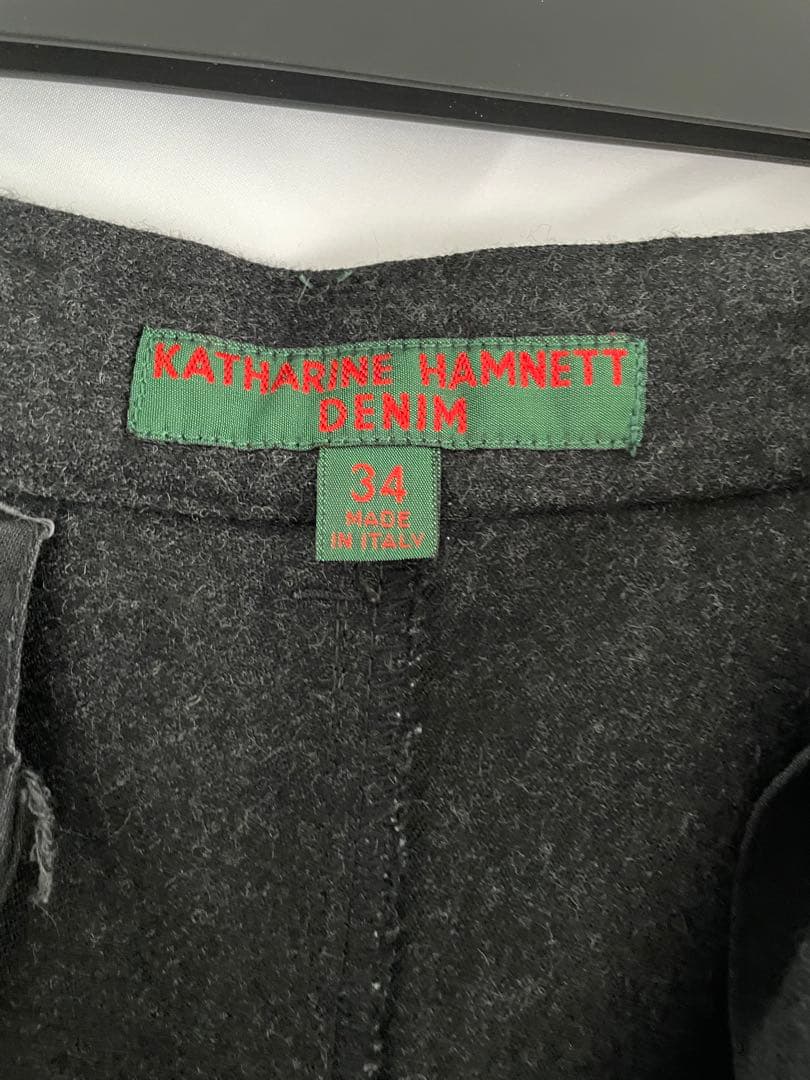 KATHARINE HAMNETT
DENIM
34
MADE
IN ITALY